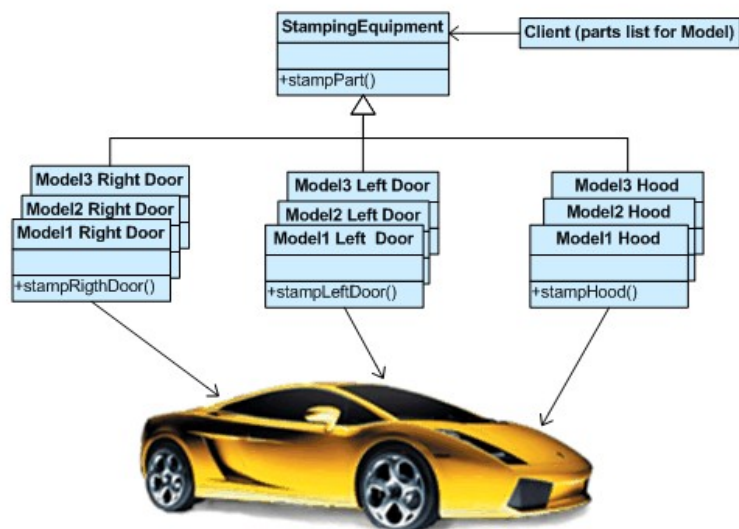 StampingEquipment
Client (parts list for Model)
+stampPart()
Model3 Right Door
Model2 Right Door
Model1 Right Door
+stampRigthDoor()
Model3 Left Door
Model2 Left Door
Model1 Left Door
+stampLeftDoor()
Model3 Hood
Model2 Hood
Model1 Hood
+stampHood()